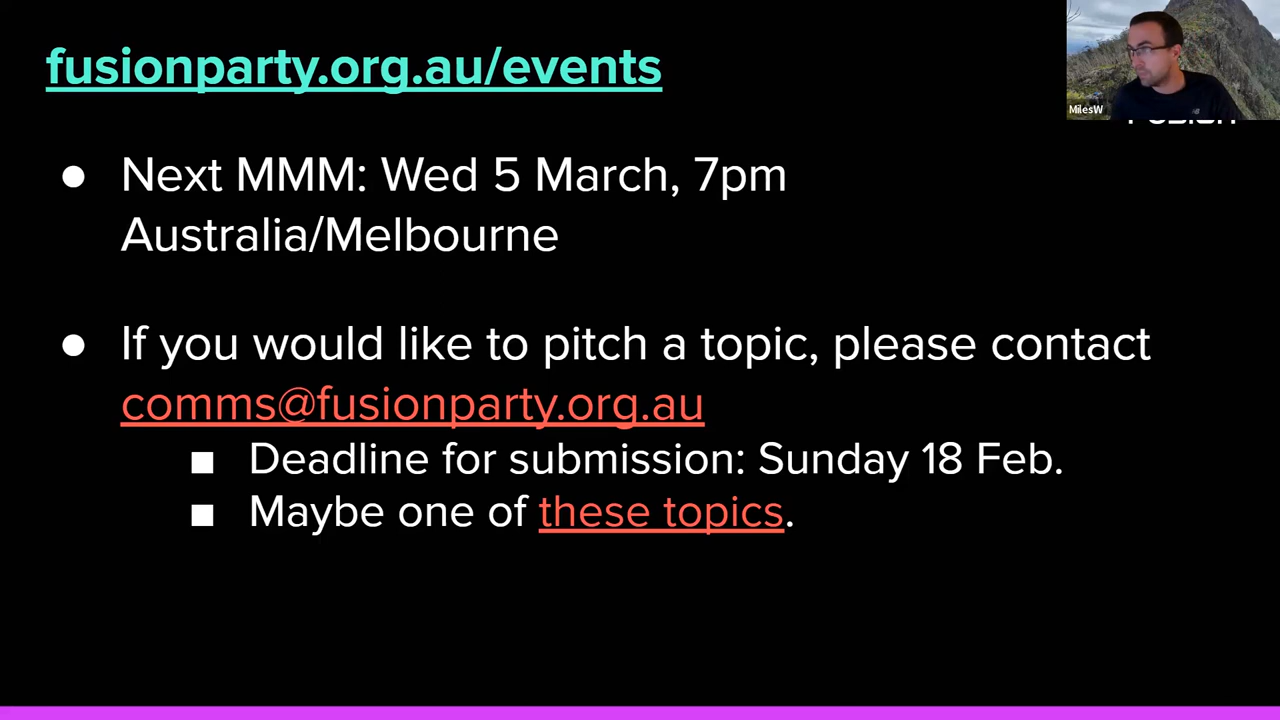 fusionparty.org.au/events
MilesW
● Next MMM: Wed 5 March, 7pm
Australia/Melbourne
● If you would like to pitch a topic, please contact
comms@fusionparty.org.au
■ Deadline for submission: Sunday 18 Feb.
■ Maybe one of these topics.